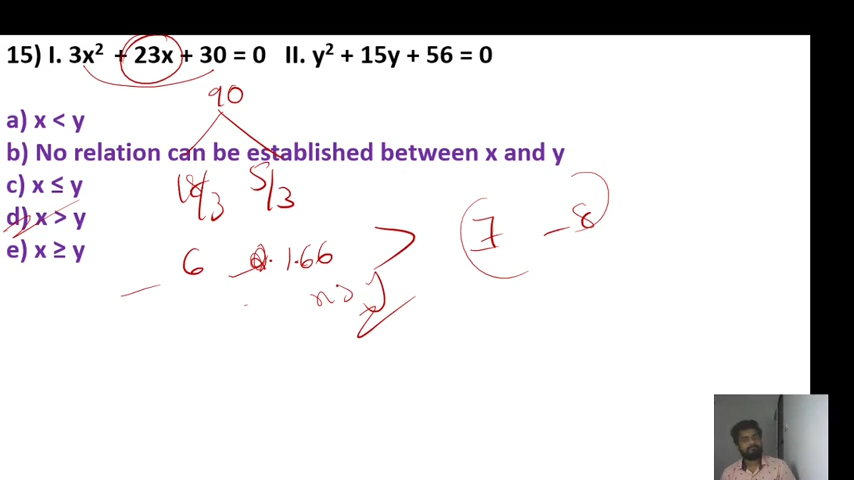 15) I. 3x² + 23x + 30 = 0 II. y² + 15y + 56 = 0
90
a) x < y
b) No relation can be established between x and y
18/3 5/3
c) x ≤ y
d) x > y
7 -8
e) x ≥ y
-6 - 1.66 >
x > y